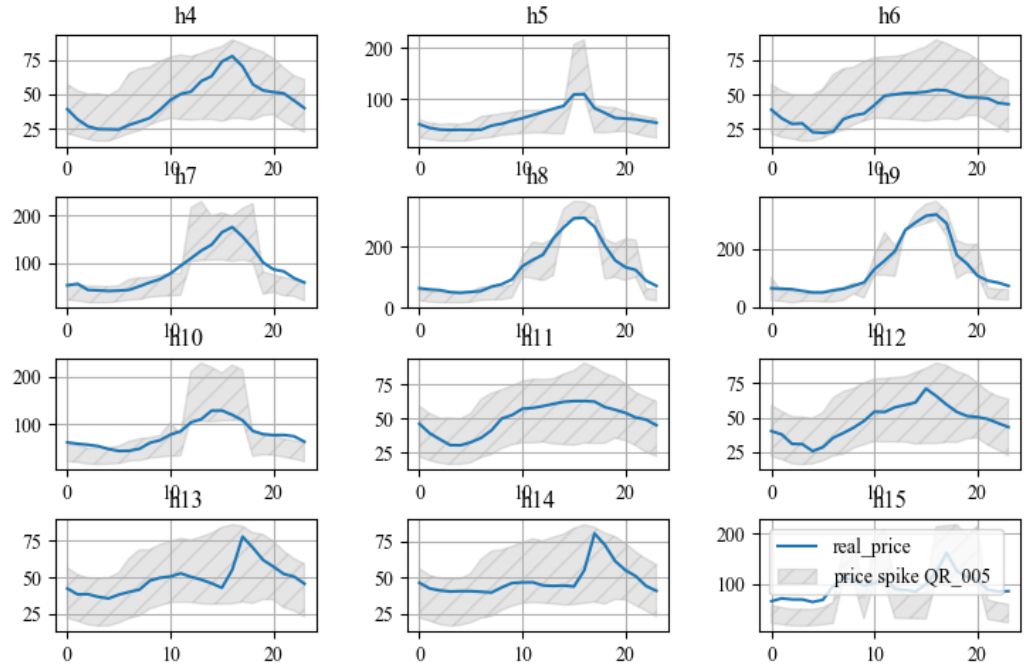 h4 h5 h6
75 200 75
50 100 50
25 25
0 10 20 0 10 20 0 10 20
h7 h8 h9
200 200 200
100
0 0
0 10 20 0 10 20 0 10 20
h10 h11 h12
200 75 75
100 50 50
25 25
0 10 20 0 10 20 0 10 20
h13 h14 h15
75 75 200
50 50 100
25 25
real_price
price spike QR_005
0 10 20 0 10 20 0 10 20